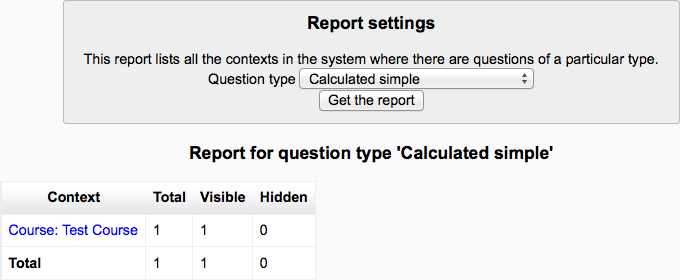 Report settings
This report lists all the contexts in the system where there are questions of a particular type.
Question type Calculated simple
Get the report
Report for question type 'Calculated simple'
Context Total Visible Hidden
Course: Test Course 1 1 0
Total 1 1 0